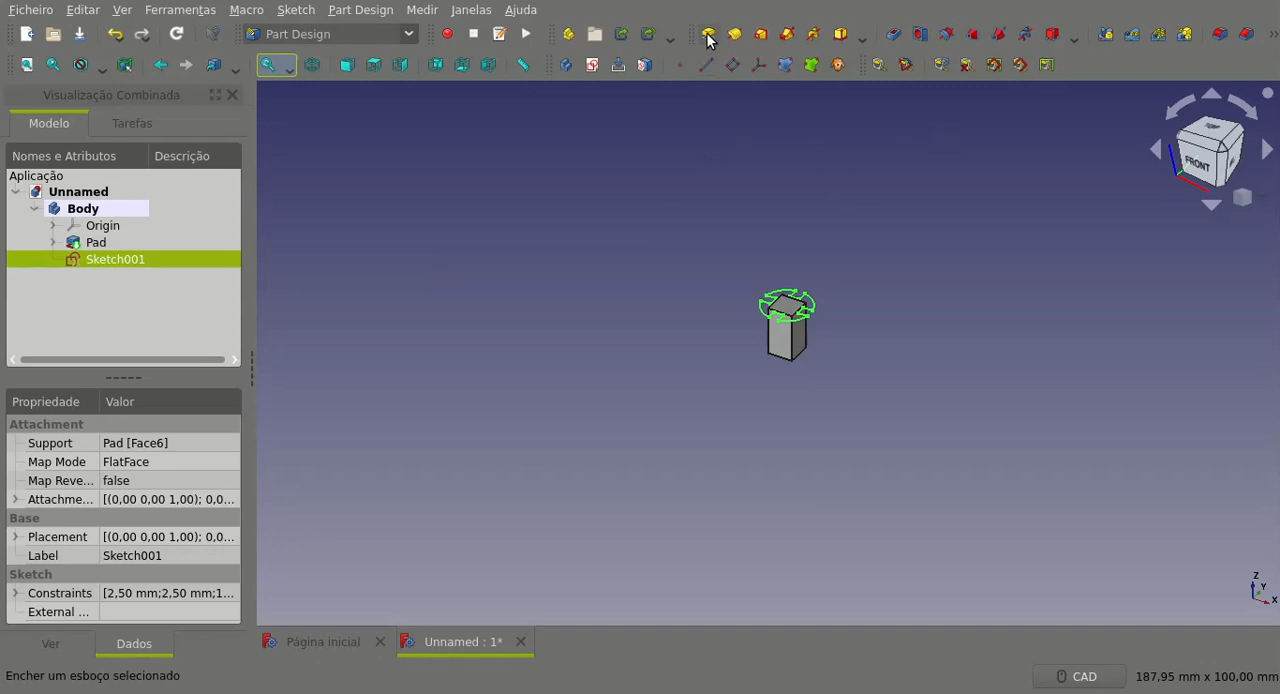 Ficheiro Editar Ver Ferramentas Macro Sketch Part Design Medir Janelas Ajuda
Part Design
Visualização Combinada
Modelo Tarefas
Nomes e Atributos Descrição
Aplicação
Unnamed
Body
Origin
Pad
Sketch001
Propriedade Valor
Attachment
Support Pad [Face6]
Map Mode FlatFace
Map Reve... false
Attachme... [(0,00 0,00 1,00); 0,0...
Base
Placement [(0,00 0,00 1,00); 0,0...
Label Sketch001
Sketch
Constraints [2,50 mm;2,50 mm;1...
External ...
Ver Dados
FRONT
Z
Y
X
Página inicial Unnamed : 1*
Encher um esboço selecionado
CAD 187,95 mm x 100,00 mm